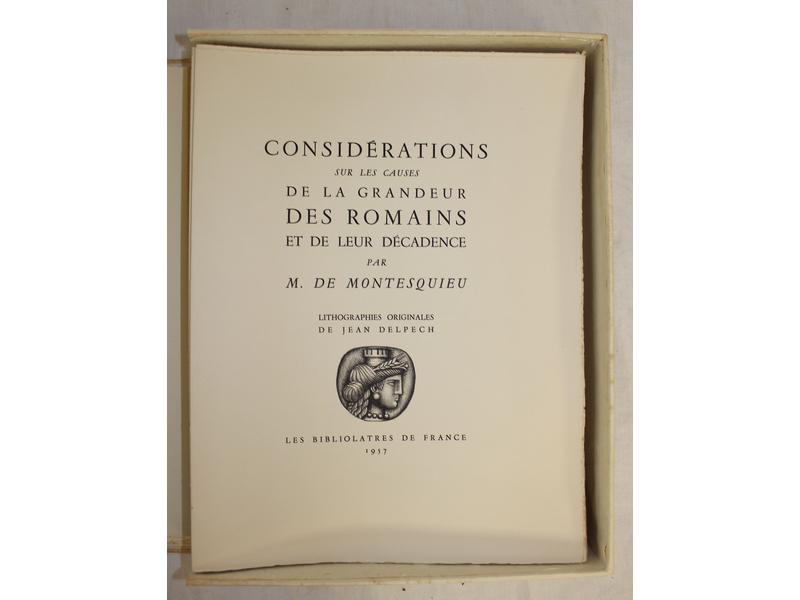 CONSIDÉRATIONS
SUR LES CAUSES
DE LA GRANDEUR
DES ROMAINS
ET DE LEUR DÉCADENCE
PAR
M. DE MONTESQUIEU
LITHOGRAPHIES ORIGINALES
DE JEAN DELPECH
LES BIBLIOLATRES DE FRANCE
1957